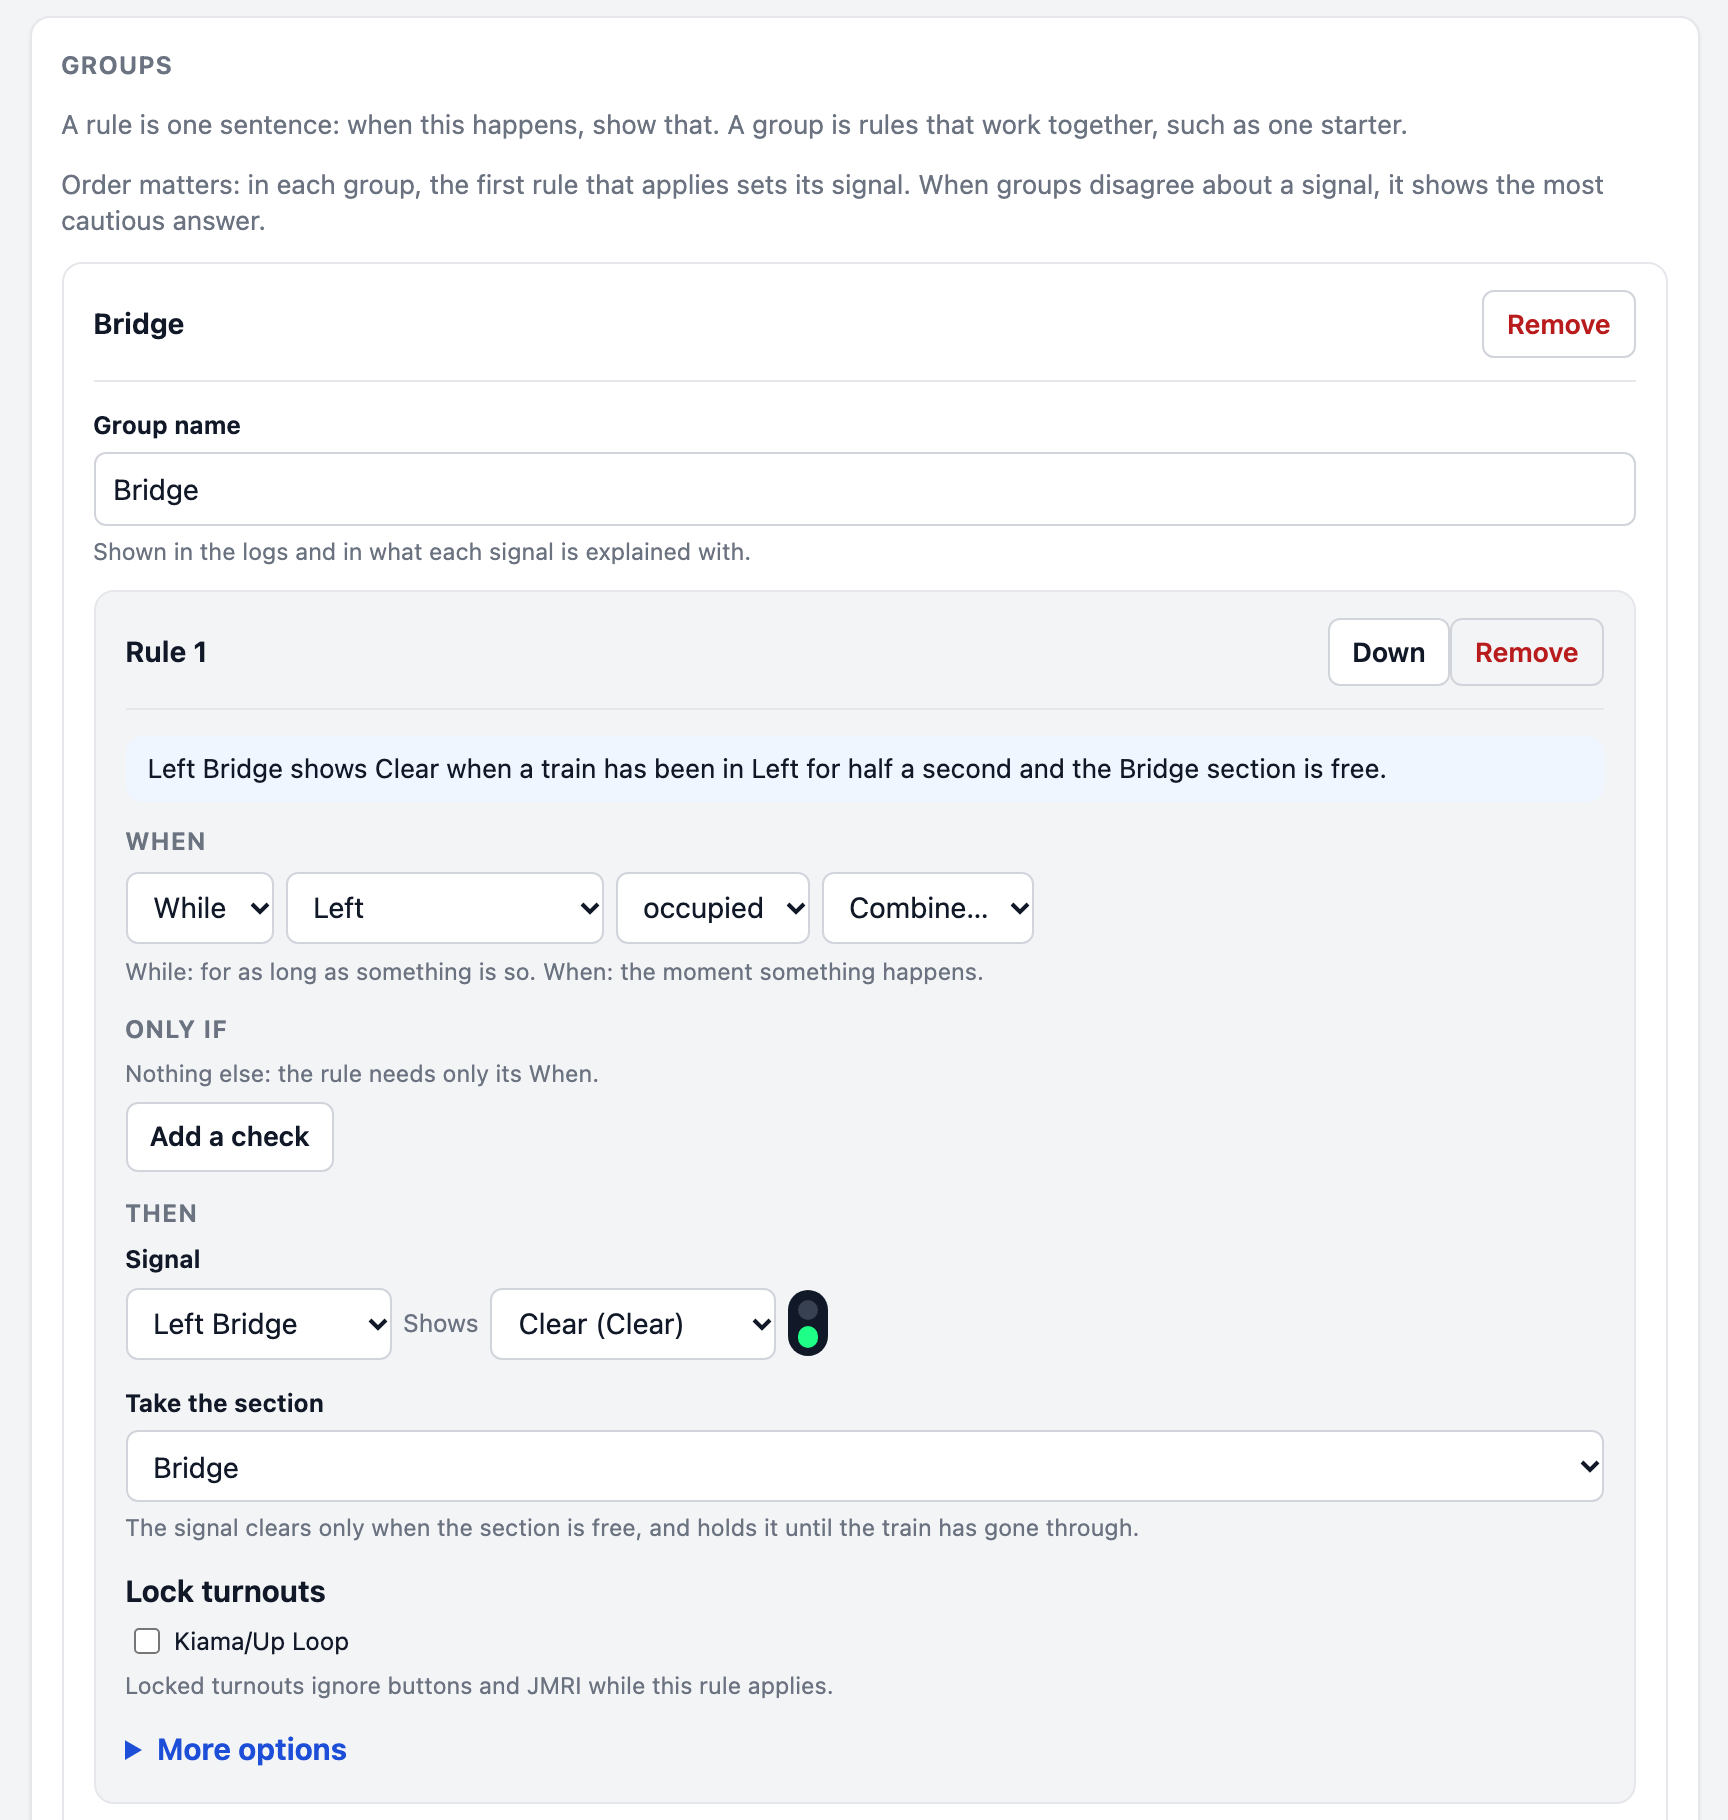 GROUPS
A rule is one sentence: when this happens, show that. A group is rules that work together, such as one starter.
Order matters: in each group, the first rule that applies sets its signal. When groups disagree about a signal, it shows the most
cautious answer.
Bridge
Remove
Group name
Bridge
Shown in the logs and in what each signal is explained with.
Rule 1
Down
Remove
Left Bridge shows Clear when a train has been in Left for half a second and the Bridge section is free.
WHEN
While
Left
occupied
Combine...
While: for as long as something is so. When: the moment something happens.
ONLY IF
Nothing else: the rule needs only its When.
Add a check
THEN
Signal
Left Bridge
Shows
Clear (Clear)
Take the section
Bridge
The signal clears only when the section is free, and holds it until the train has gone through.
Lock turnouts
Kiama/Up Loop
Locked turnouts ignore buttons and JMRI while this rule applies.
More options